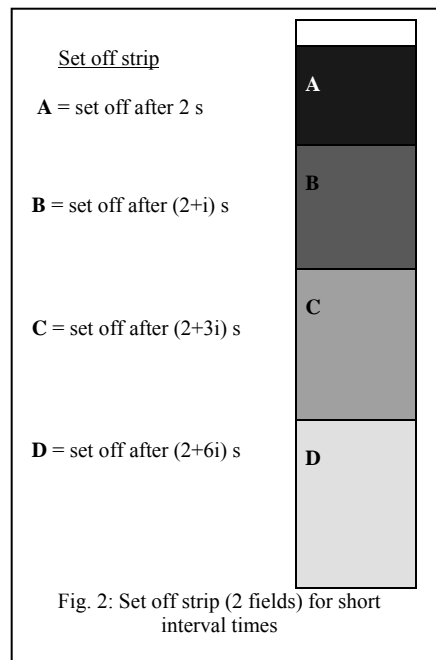 Set off strip
A = set off after 2 s
A
B = set off after (2+i) s
B
C = set off after (2+3i) s
C
D = set off after (2+6i) s
D
Fig. 2: Set off strip (2 fields) for short
interval times